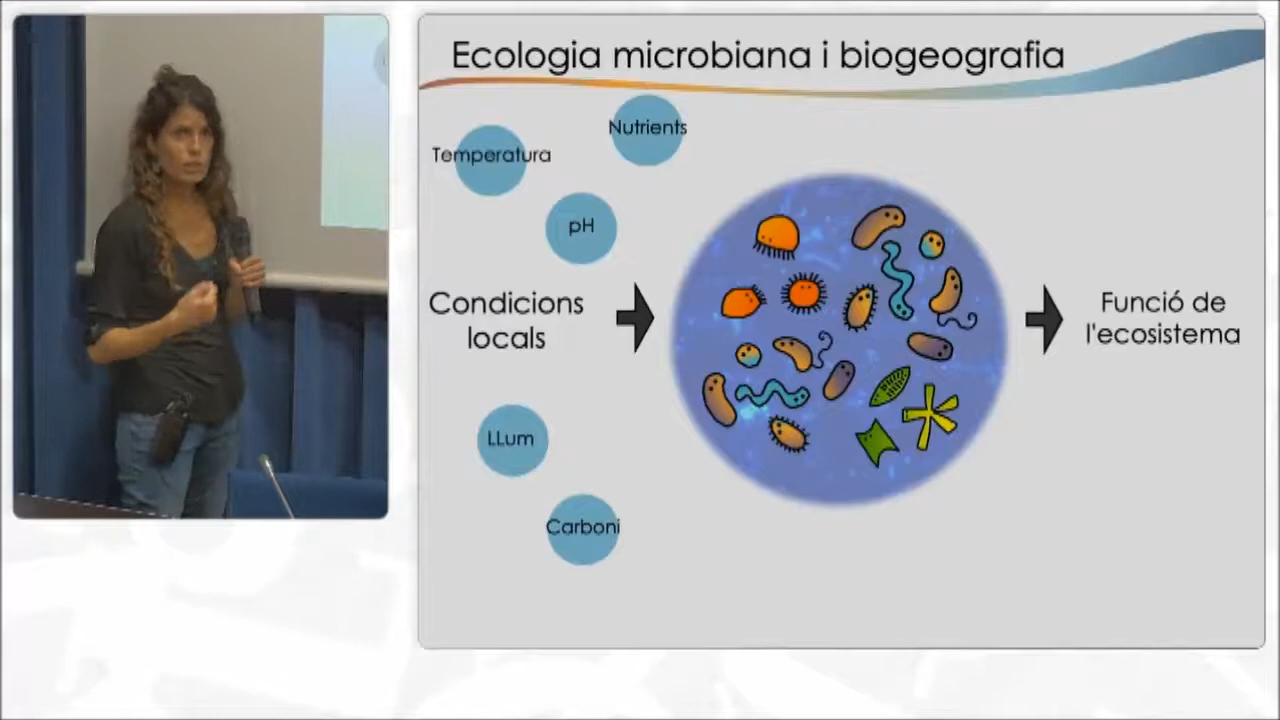 Ecologia microbiana i biogeografia
Nutrients
Temperatura
pH
Condicions
locals
Funció de
l'ecosistema
LLum
Carboni